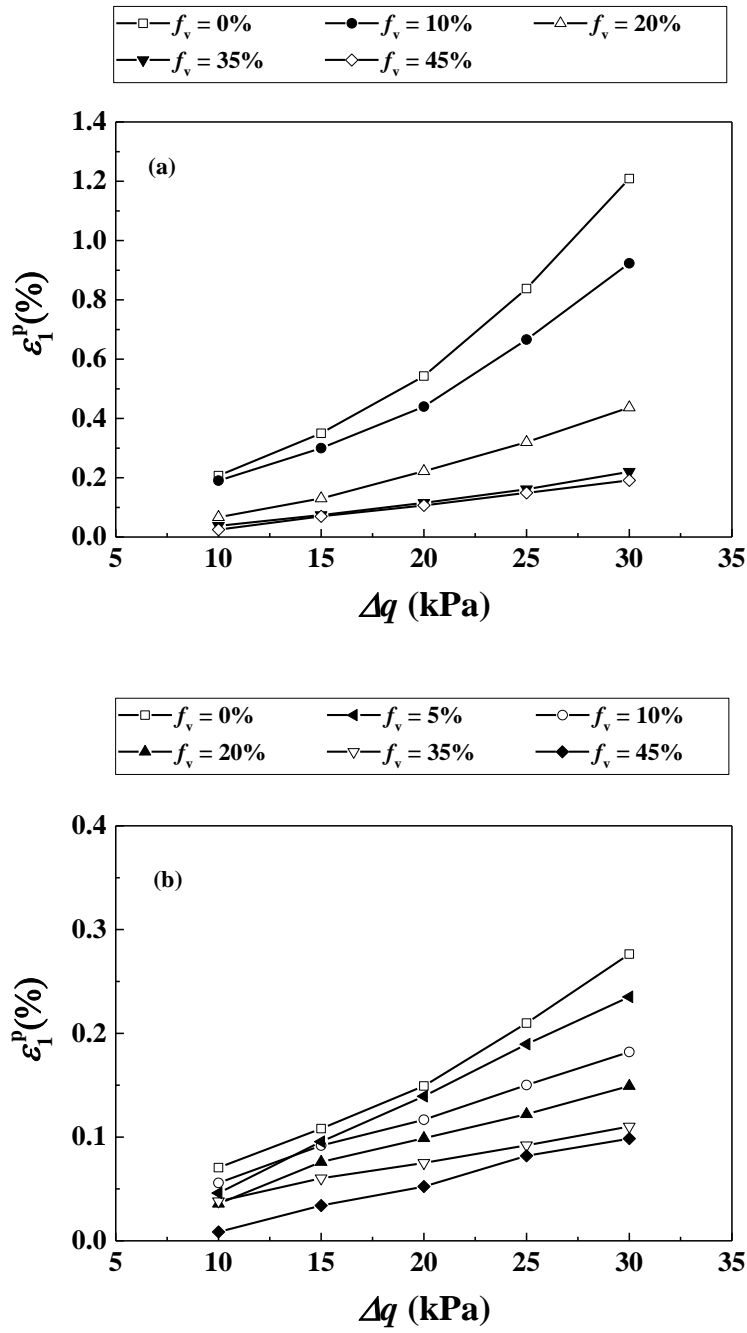 f_v = 0% f_v = 10% f_v = 20%
f_v = 35% f_v = 45%
1.4
(a)
1.2
1.0
0.8
ε₁ᵖ(%)
0.6
0.4
0.2
0.0
5 10 15 20 25 30 35
Δq (kPa)
f_v = 0% f_v = 5% f_v = 10%
f_v = 20% f_v = 35% f_v = 45%
0.4
(b)
0.3
ε₁ᵖ(%)
0.2
0.1
0.0
5 10 15 20 25 30 35
Δq (kPa)